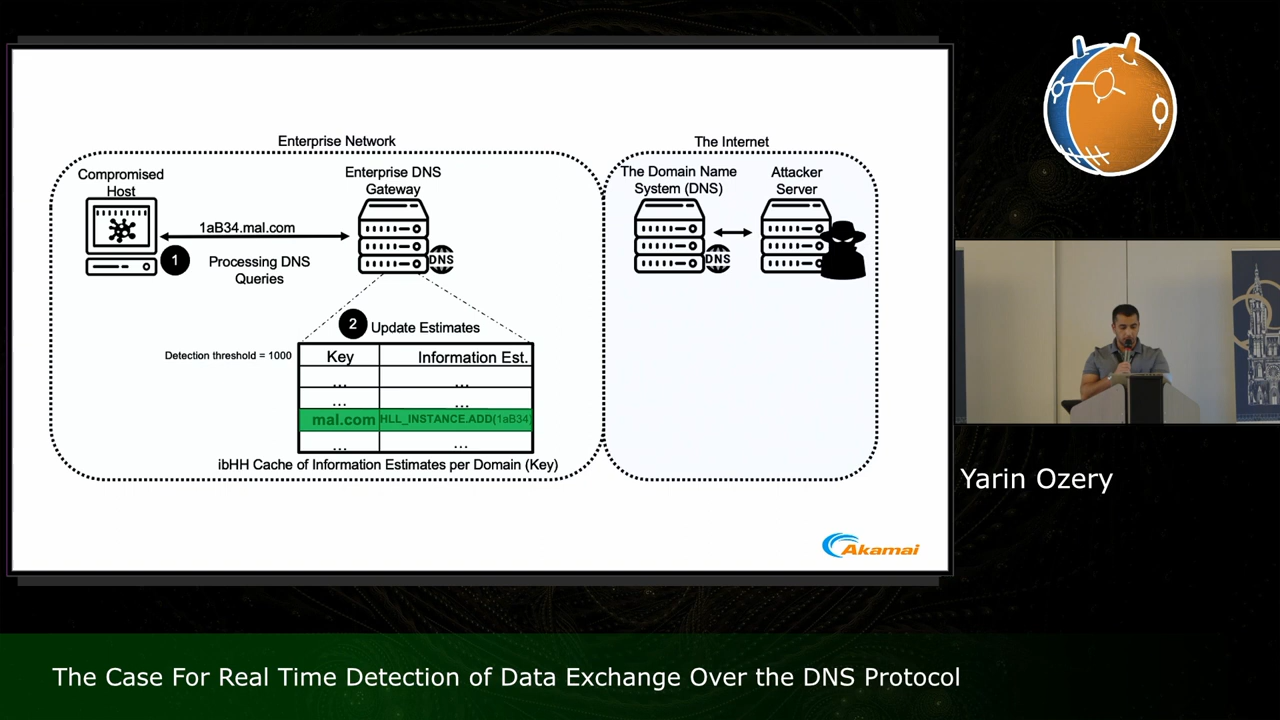 Enterprise Network
The Internet
Compromised
Host
Enterprise DNS
Gateway
The Domain Name
System (DNS)
Attacker
Server
1aB34.mal.com
1
Processing DNS
Queries
DNS
DNS
2
Update Estimates
Detection threshold = 1000
Key
Information Est.
...
...
...
...
mal.com
HLL_INSTANCE.ADD(1aB34)
...
...
ibHH Cache of Information Estimates per Domain (Key)
Akamai
Yarin Ozery
The Case For Real Time Detection of Data Exchange Over the DNS Protocol